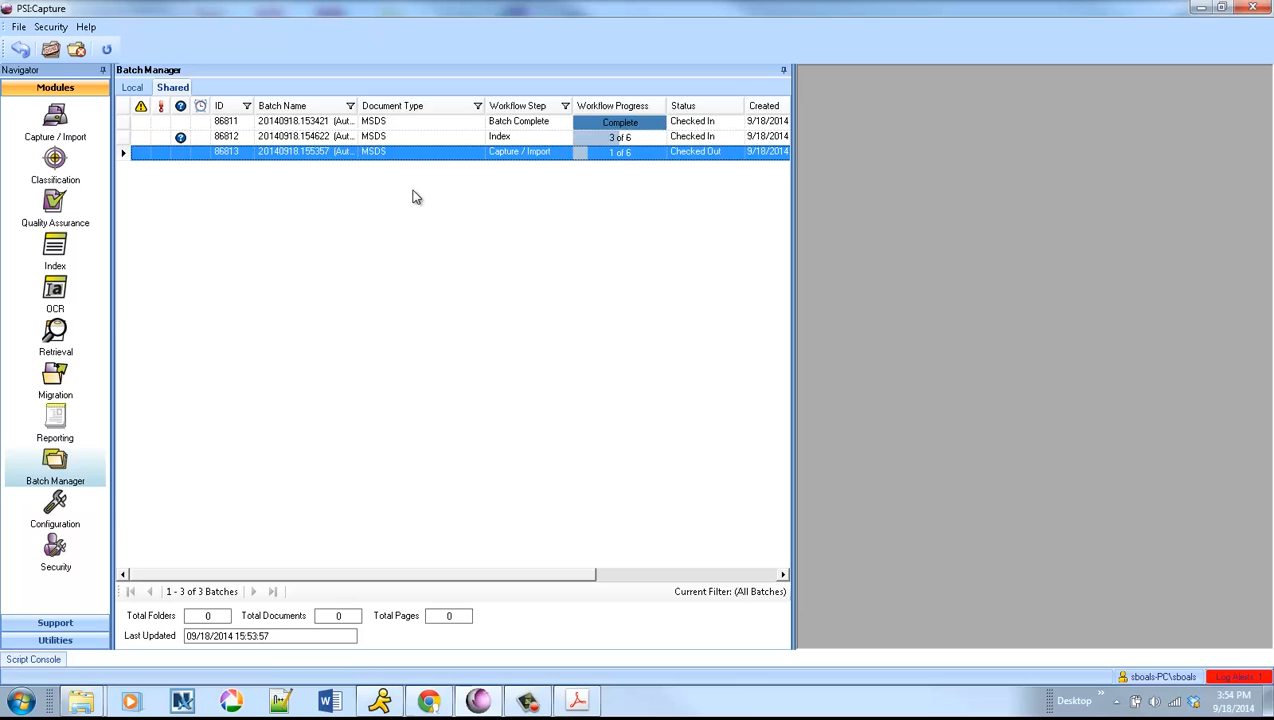 PSI:Capture
File Security Help
Navigator
Batch Manager
Modules
Local Shared
ID Batch Name Document Type Workflow Step Workflow Progress Status Created
86811 20140918.153421 (Aut... MSDS Batch Complete Complete Checked In 9/18/2014
86812 20140918.154622 (Aut... MSDS Index 3 of 6 Checked In 9/18/2014
86813 20140918.155357 (Aut... MSDS Capture / Import 1 of 6 Checked Out 9/18/2014
Capture / Import
Classification
Quality Assurance
Index
OCR
Retrieval
Migration
Reporting
Batch Manager
Configuration
Security
1 - 3 of 3 Batches Current Filter: (All Batches)
Total Folders 0 Total Documents 0 Total Pages 0
Last Updated 09/18/2014 15:53:57
Support
Utilities
Script Console
sboals-PC\sboals Log Alerts 1
Desktop
3:54 PM
9/18/2014